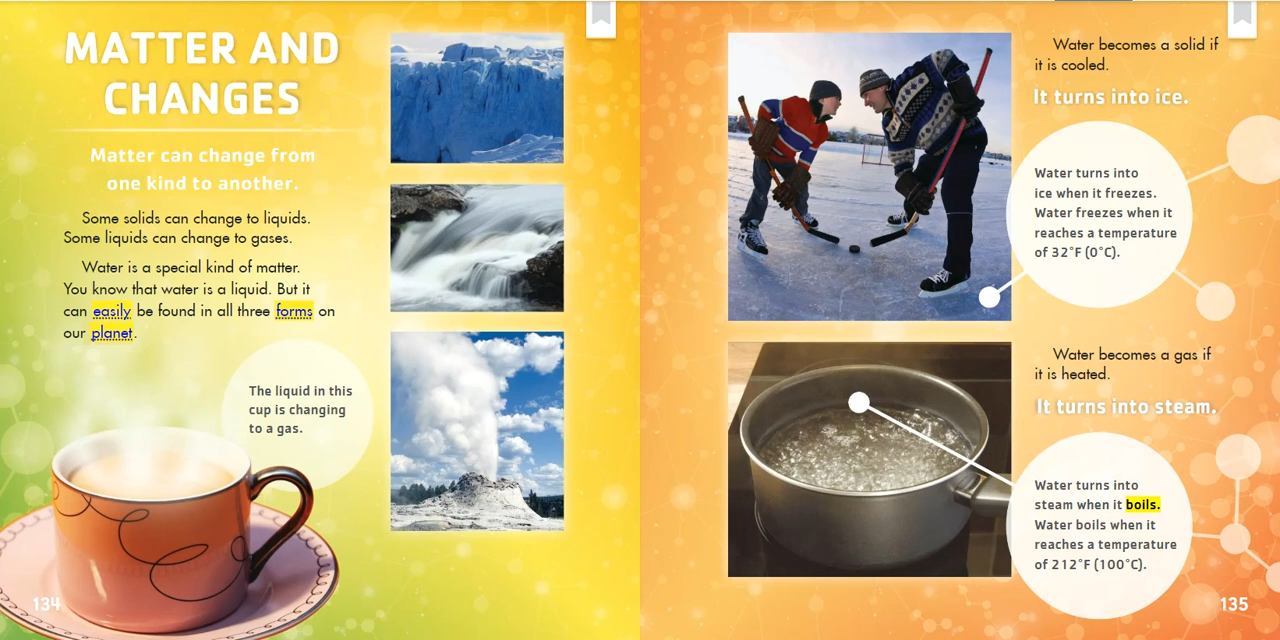 MATTER AND
CHANGES
Matter can change from
one kind to another.
Some solids can change to liquids.
Some liquids can change to gases.
Water is a special kind of matter.
You know that water is a liquid. But it
can easily be found in all three forms on
our planet.
The liquid in this
cup is changing
to a gas.
134
Water becomes a solid if
it is cooled.
It turns into ice.
Water turns into
ice when it freezes.
Water freezes when it
reaches a temperature
of 32°F (0°C).
Water becomes a gas if
it is heated.
It turns into steam.
Water turns into
steam when it boils.
Water boils when it
reaches a temperature
of 212°F (100°C).
135